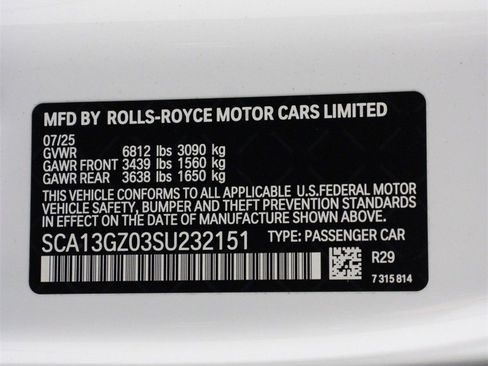 MFD BY ROLLS-ROYCE MOTOR CARS LIMITED
07/25
GVWR 6812 lbs 3090 kg
GAWR FRONT 3439 lbs 1560 kg
GAWR REAR 3638 lbs 1650 kg
THIS VEHICLE CONFORMS TO ALL APPLICABLE U.S.FEDERAL MOTOR
VEHICLE SAFETY, BUMPER AND THEFT PREVENTION STANDARDS
IN EFFECT ON THE DATE OF MANUFACTURE SHOWN ABOVE.
SCA13GZ03SU232151 TYPE: PASSENGER CAR
R29
7 315 814